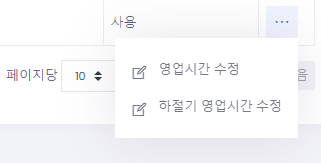 사용
...
영업시간 수정
페이지당 10 음
하절기 영업시간 수정